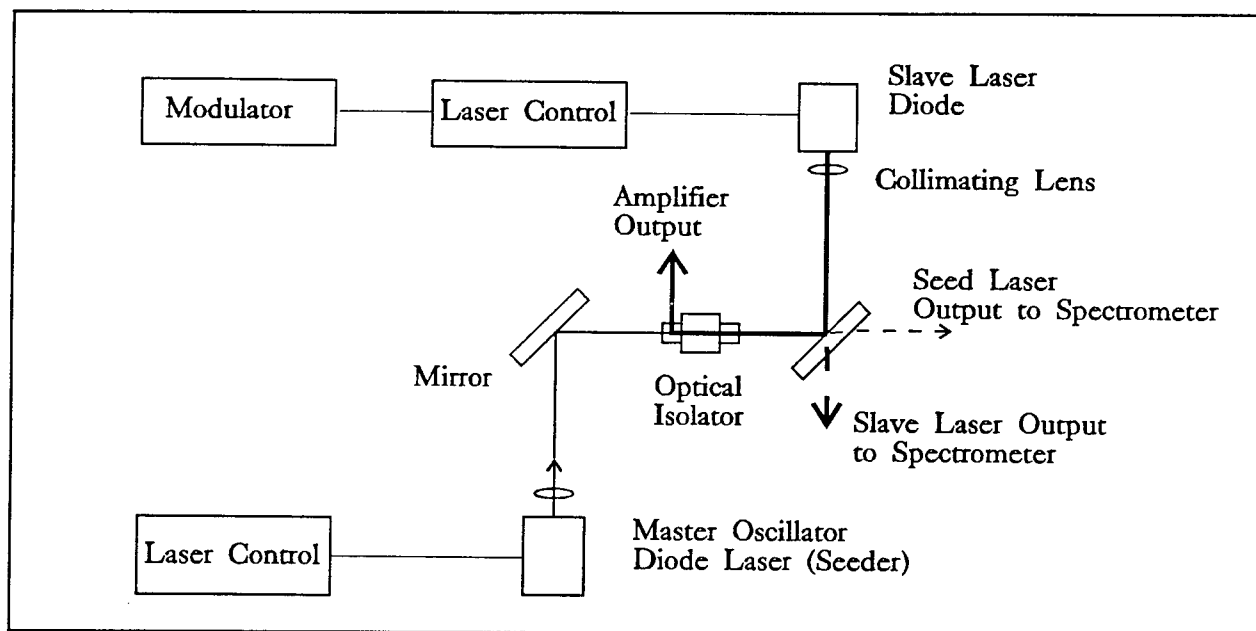 Modulator
Laser Control
Slave Laser
Diode
Collimating Lens
Amplifier
Output
Seed Laser
Output to Spectrometer
Mirror
Optical
Isolator
Slave Laser Output
to Spectrometer
Laser Control
Master Oscillator
Diode Laser (Seeder)